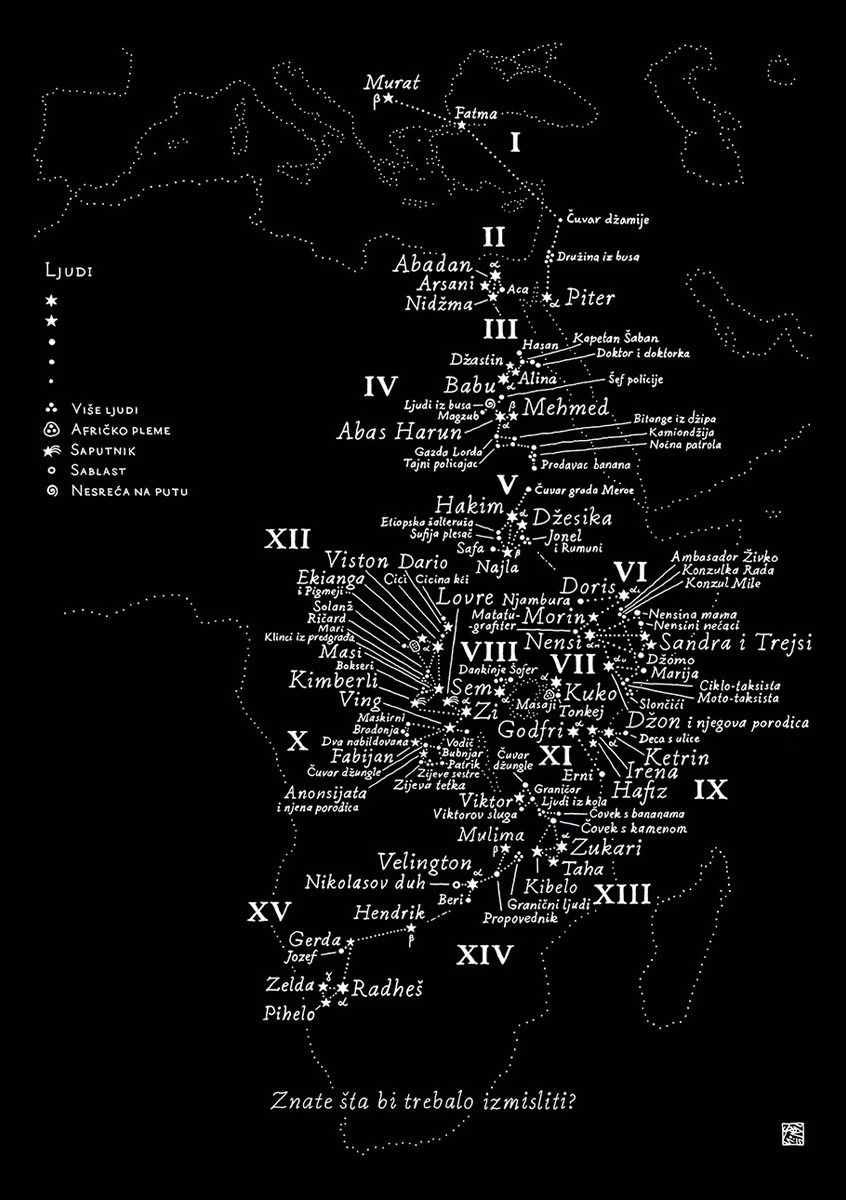 Murat
β
Fatma
I
Čuvar džamije
II
Družina iz busa
Ljudi
Abadan
α
Arsani
Aca
Nidžma
α
Piter
III
Hasan
Kapetan Šaban
Doktor i doktorka
Džastin
Alina
IV
Babu
α
Šef policije
Ljudi iz busa
β
Mehmed
Magzub
Više ljudi
Bitange iz džipa
Afričko pleme
Abas Harun
α
Kamiondžija
Saputnik
Gazda Lorda
Noćna patrola
Sablast
Tajni policajac
Prodavac banana
Nesreća na putu
V
Čuvar grada Meroe
Hakim
α
Džesika
Etiopska šalteruša
Sufija plesač
Jonel
i Rumuni
XII
Safa
β
Najla
Viston
Dario
Ambasador Živko
Ekianga
i Pigmeji
Cici
Cicina kći
VI
Konzulka Rada
Doris
α
Konzul Mile
Lovre
Njambura
Solanž
Matatu-
-grafiter
Morin
Nensina mama
Ričard
Nensini nećaci
Mari
Klinci iz predgrađa
Nensi
Sandra i Trejsi
Masi
VIII
VII
Džomo
Bokseri
Dankinje
Šofer
Marija
Kimberli
Sem
α
Kuko
Ciklo-taksista
Ving
Masaji
Tonkej
Moto-taksista
Zi
Slončići
Maskirni
Džon i njegova porodica
Bradonja
Godfri
α
Deca s ulice
X
Dva nabildovana
Vodič
Ketrin
Fabijan
Bubnjar
Čuvar
džungle
XI
Irena
Čuvar džungle
Patrik
Zijeve sestre
Erni
Hafiz
IX
Anonsijata
i njena porodica
Zijeva tetka
Graničar
Viktor
Ljudi iz kola
Viktorov sluga
Čovek s bananama
Čovek s kamenom
Mulima
β
α
Zukari
Velington
α
Taha
Nikolasov duh
Kibelo
XIII
Beri
Granični ljudi
XV
Hendrik
β
Propovednik
Gerda
XIV
Jozef
Zelda
γ
Radheš
α
Pihelo
Znate šta bi trebalo izmisliti?